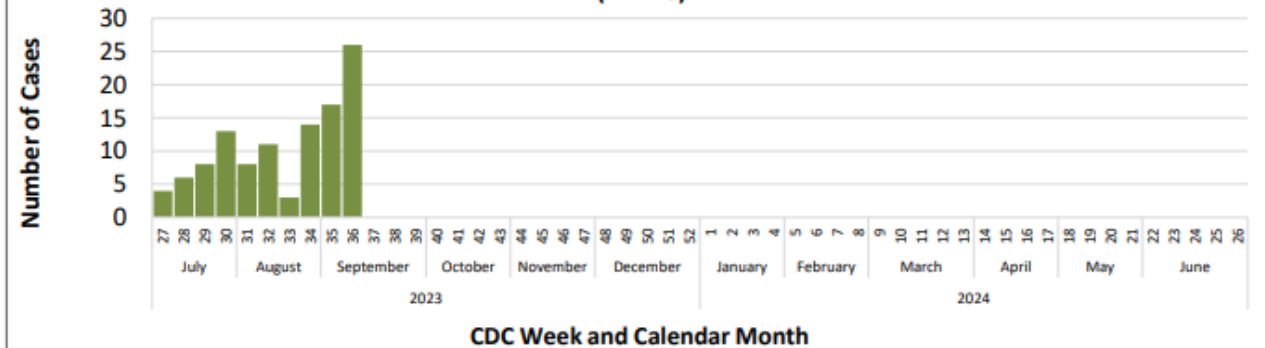 30
25
20
15
10
5
0
Number of Cases
27 28 29 30 31 32 33 34 35 36 37 38 39 40 41 42 43 44 45 46 47 48 49 50 51 52 1 2 3 4 5 6 7 8 9 10 11 12 13 14 15 16 17 18 19 20 21 22 23 24 25 26
July August September October November December January February March April May June
2023 2024
CDC Week and Calendar Month